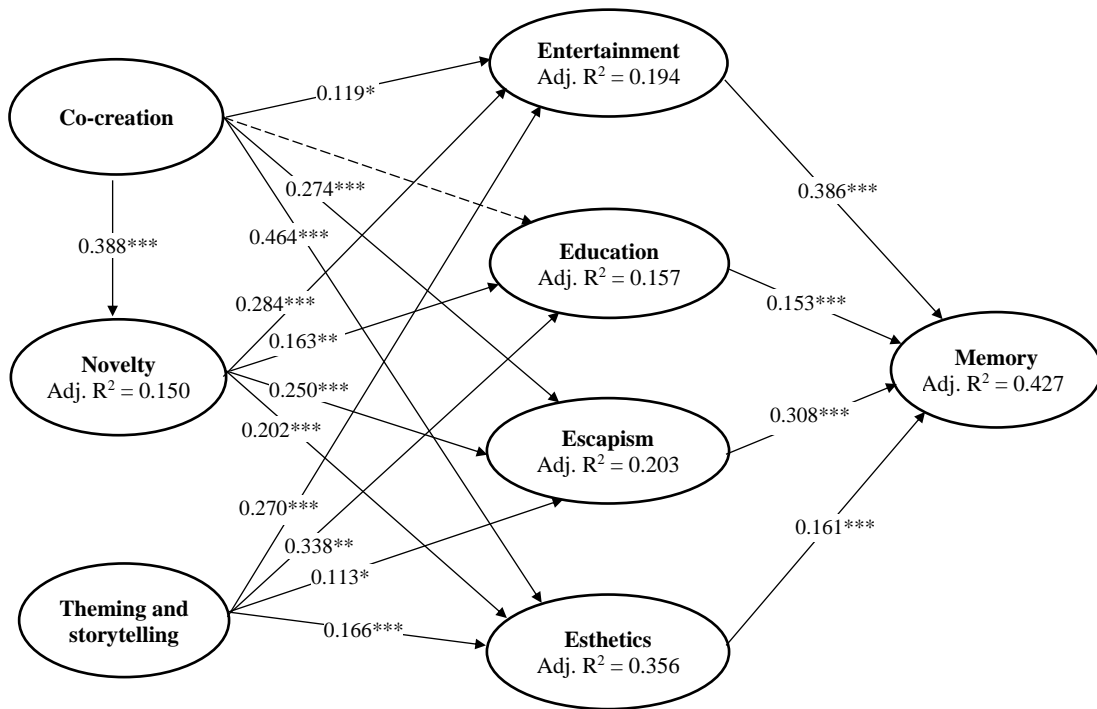 Entertainment
Adj. R² = 0.194
Co-creation
0.119*
0.274***
0.386***
0.464***
0.388***
Education
Adj. R² = 0.157
0.284***
0.153***
0.163**
Novelty
Adj. R² = 0.150
Memory
Adj. R² = 0.427
0.250***
0.202***
0.308***
Escapism
Adj. R² = 0.203
0.270***
0.161***
0.338**
0.113*
Theming and
storytelling
0.166***
Esthetics
Adj. R² = 0.356